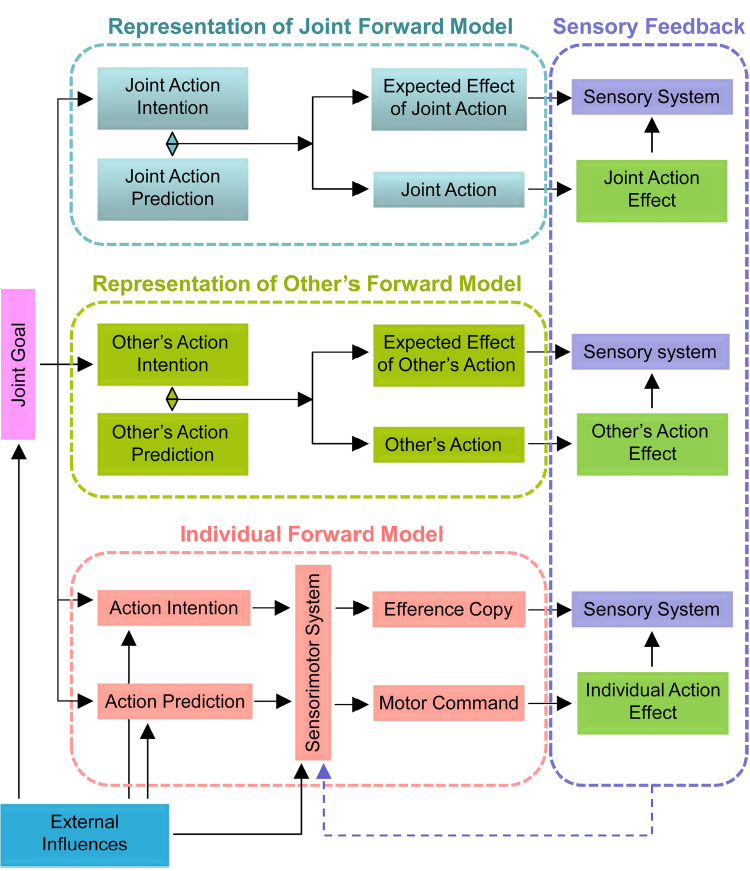 Representation of Joint Forward Model
Sensory Feedback
Joint Action
Intention
Expected Effect
of Joint Action
Sensory System
Joint Action
Prediction
Joint Action
Joint Action
Effect
Representation of Other's Forward Model
Joint Goal
Other's Action
Intention
Expected Effect
of Other's Action
Sensory system
Other's Action
Prediction
Other's Action
Other's Action
Effect
Individual Forward Model
Action Intention
Sensorimotor System
Efference Copy
Sensory System
Action Prediction
Motor Command
Individual Action
Effect
External
Influences